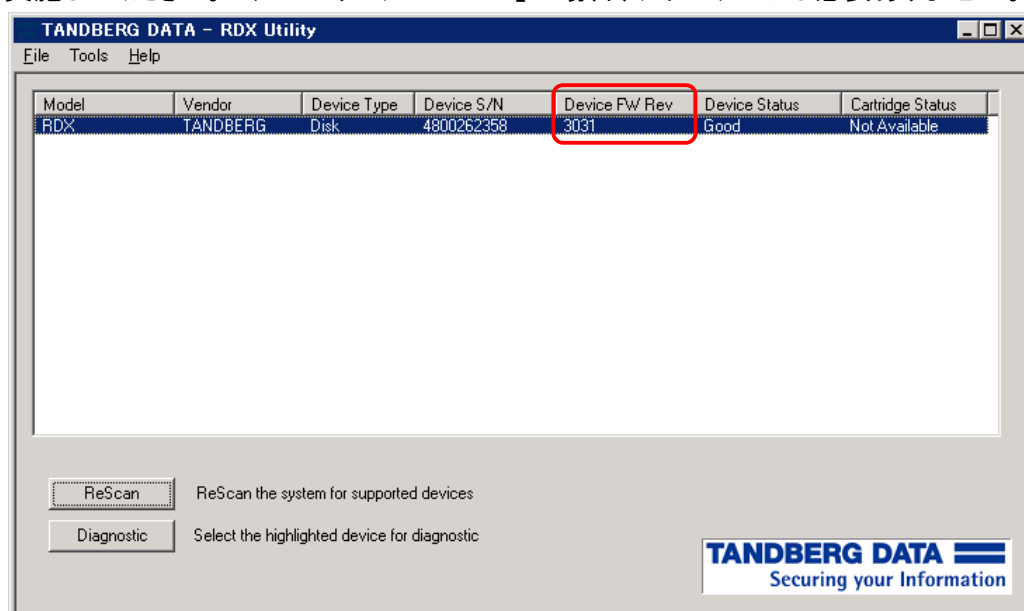 TANDBERG DATA – RDX Utility
File Tools Help
Model Vendor Device Type Device S/N Device FW Rev Device Status Cartridge Status
RDX TANDBERG Disk 4800262358 3031 Good Not Available
ReScan ReScan the system for supported devices
Diagnostic Select the highlighted device for diagnostic
TANDBERG DATA
Securing your Information